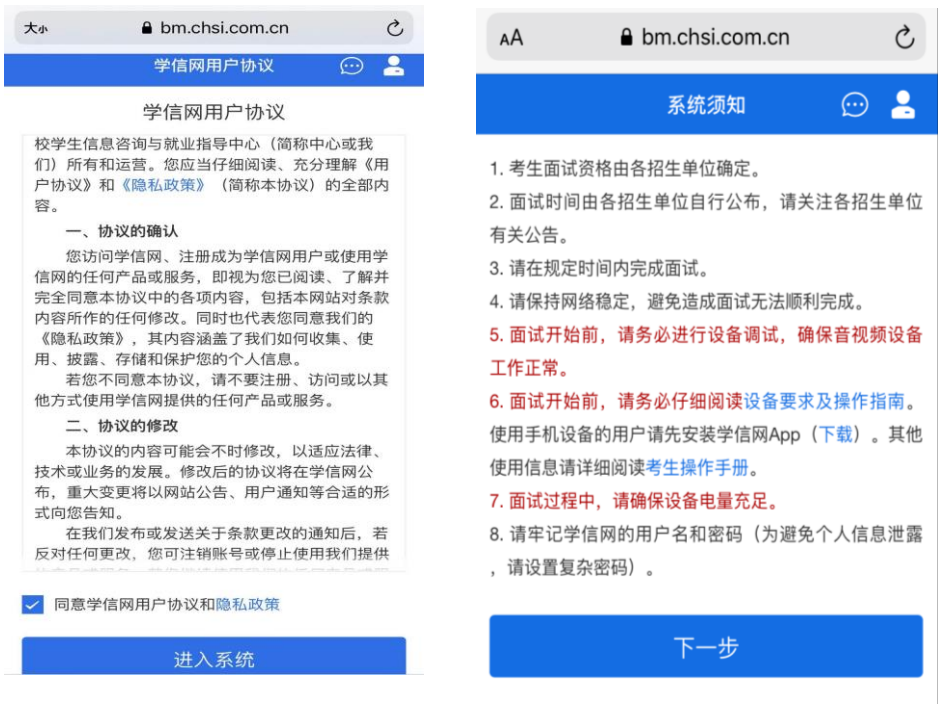 大小 bm.chsi.com.cn
学信网用户协议
学信网用户协议
校学生信息咨询与就业指导中心（简称中心或我
们）所有和运营。您应当仔细阅读、充分理解《用
户协议》和《隐私政策》（简称本协议）的全部内
容。
一、协议的确认
您访问学信网、注册成为学信网用户或使用学
信网的任何产品或服务，即视为您已阅读、了解并
完全同意本协议中的各项内容，包括本网站对条款
内容所作的任何修改。同时也代表您同意我们的
《隐私政策》，其内容涵盖了我们如何收集、使
用、披露、存储和保护您的个人信息。
若您不同意本协议，请不要注册、访问或以其
他方式使用学信网提供的任何产品或服务。
二、协议的修改
本协议的内容可能会不时修改，以适应法律、
技术或业务的发展。修改后的协议将在学信网公
布，重大变更将以网站公告、用户通知等合适的形
式向您告知。
在我们发布或发送关于条款更改的通知后，若
反对任何更改，您可注销账号或停止使用我们提供
同意学信网用户协议和隐私政策
进入系统
AA bm.chsi.com.cn
系统须知
1. 考生面试资格由各招生单位确定。
2. 面试时间由各招生单位自行公布，请关注各招生单位
有关公告。
3. 请在规定时间内完成面试。
4. 请保持网络稳定，避免造成面试无法顺利完成。
5. 面试开始前，请务必进行设备调试，确保音视频设备
工作正常。
6. 面试开始前，请务必仔细阅读设备要求及操作指南。
使用手机设备的用户请先安装学信网App（下载）。其他
使用信息请详细阅读考生操作手册。
7. 面试过程中，请确保设备电量充足。
8. 请牢记学信网的用户名和密码（为避免个人信息泄露
，请设置复杂密码）。
下一步